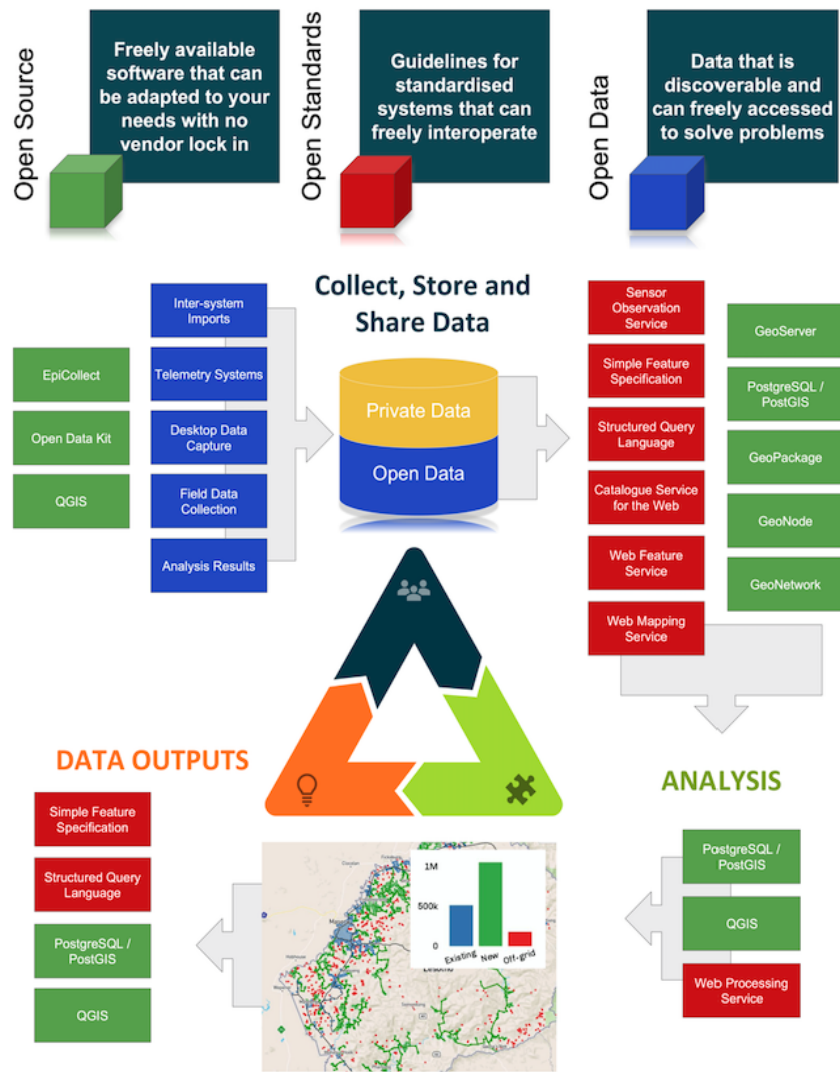 Open Source
Freely available
software that can
be adapted to your
needs with no
vendor lock in
Open Standards
Guidelines for
standardised
systems that can
freely interoperate
Open Data
Data that is
discoverable and
can freely accessed
to solve problems
Collect, Store and
Share Data
EpiCollect
Open Data Kit
QGIS
Inter-system
Imports
Telemetry Systems
Desktop Data
Capture
Field Data
Collection
Analysis Results
Private Data
Open Data
Sensor
Observation
Service
Simple Feature
Specification
Structured Query
Language
Catalogue Service
for the Web
Web Feature
Service
Web Mapping
Service
GeoServer
PostgreSQL /
PostGIS
GeoPackage
GeoNode
GeoNetwork
DATA OUTPUTS
Simple Feature
Specification
Structured Query
Language
PostgreSQL /
PostGIS
QGIS
1M
500k
0
Existing
New
Off-grid
ANALYSIS
PostgreSQL /
PostGIS
QGIS
Web Processing
Service